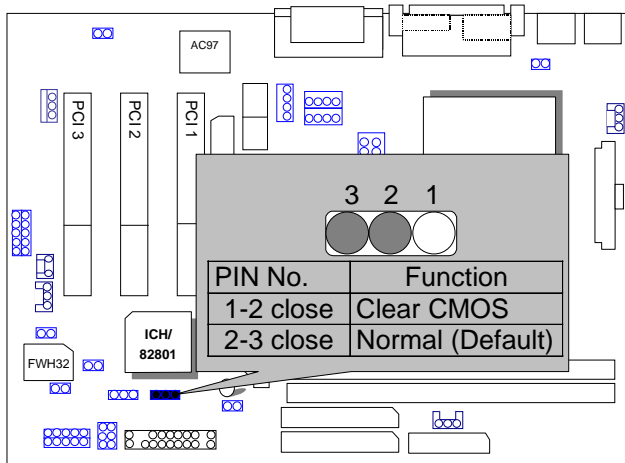 AC97
PCI 3
PCI 2
PCI 1
3 2 1
PIN No. Function
1-2 close Clear CMOS
2-3 close Normal (Default)
ICH/
82801
FWH32